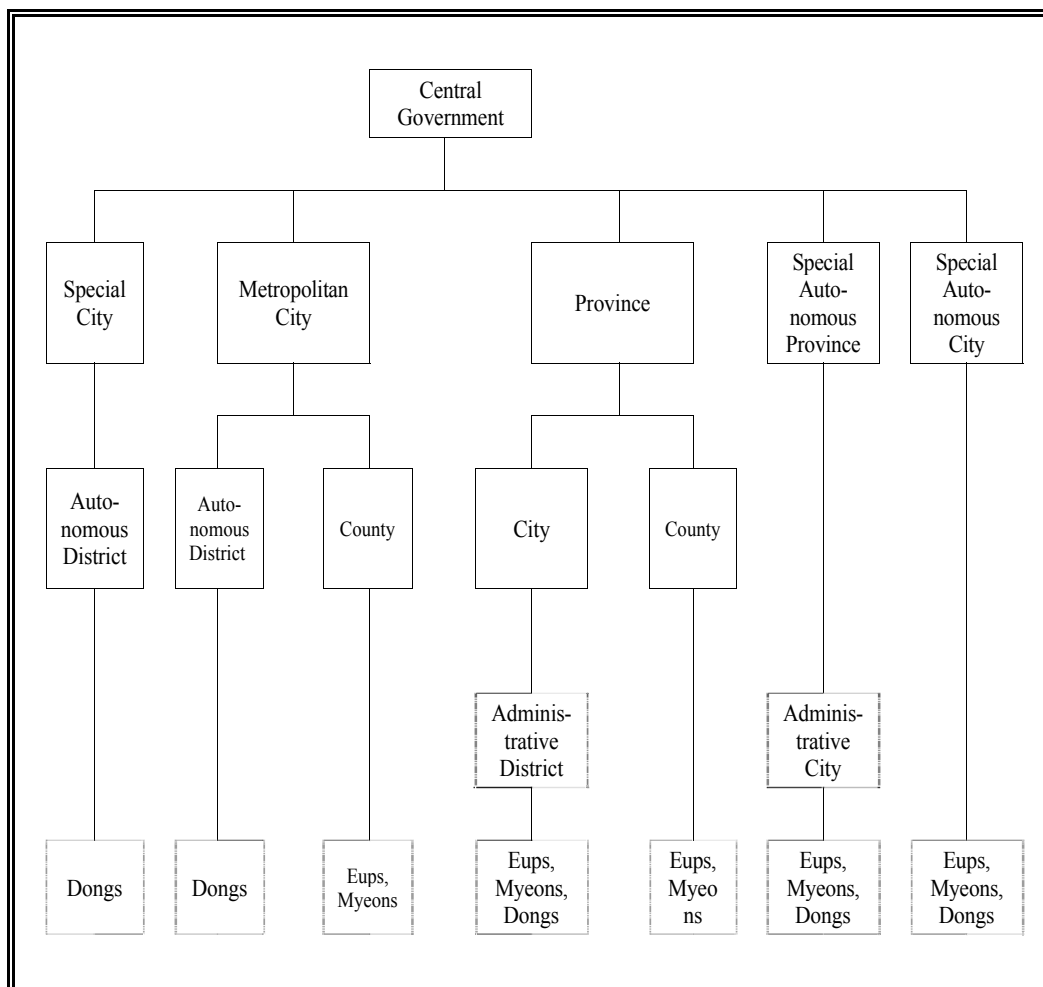 Central
Government
Special
City
Metropolitan
City
Province
Special
Auto-
nomous
Province
Special
Auto-
nomous
City
Auto-
nomous
District
Auto-
nomous
District
County
City
County
Adminis-
trative
District
Adminis-
trative
City
Dongs
Dongs
Eups,
Myeons
Eups,
Myeons,
Dongs
Eups,
Myeo
ns
Eups,
Myeons,
Dongs
Eups,
Myeons,
Dongs